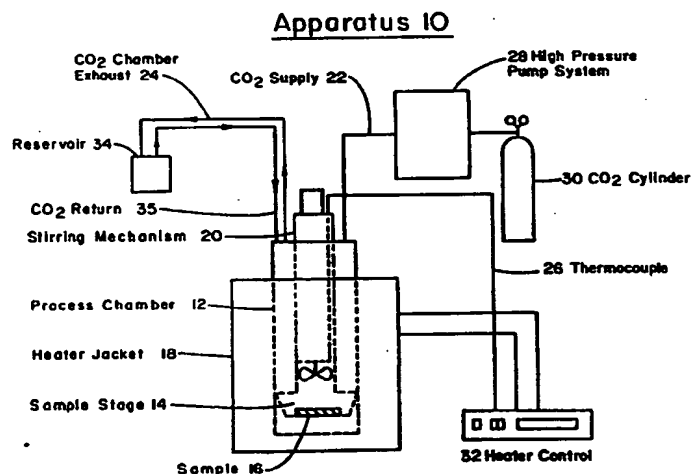 Apparatus 10
CO2 Chamber
Exhaust 24
CO2 Supply 22
28 High Pressure
Pump System
Reservoir 34
30 CO2 Cylinder
CO2 Return 35
Stirring Mechanism 20
26 Thermocouple
Process Chamber 12
Heater Jacket 18
Sample Stage 14
Sample 16
32 Heater Control